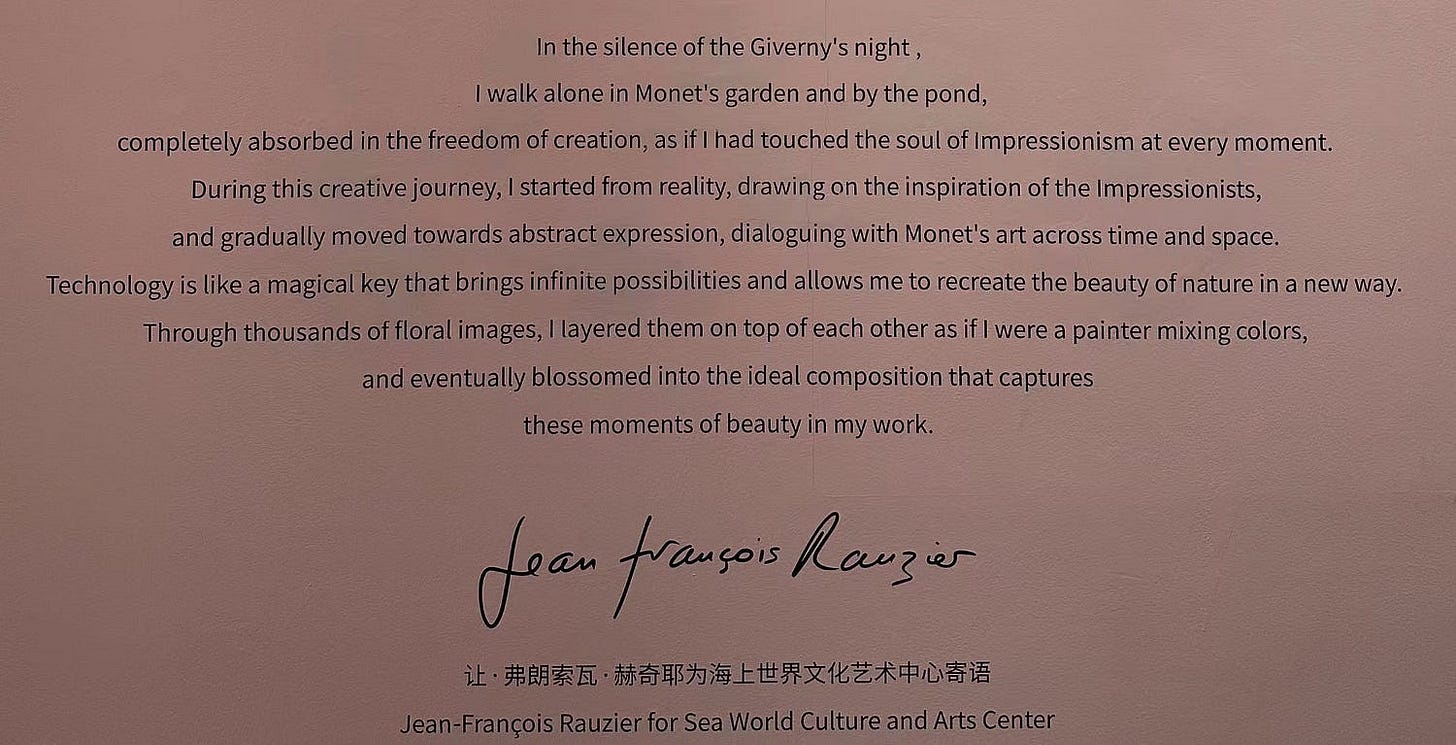 In the silence of the Giverny's night ,
I walk alone in Monet's garden and by the pond,
completely absorbed in the freedom of creation, as if I had touched the soul of Impressionism at every moment.
During this creative journey, I started from reality, drawing on the inspiration of the Impressionists,
and gradually moved towards abstract expression, dialoguing with Monet's art across time and space.
Technology is like a magical key that brings infinite possibilities and allows me to recreate the beauty of nature in a new way.
Through thousands of floral images, I layered them on top of each other as if I were a painter mixing colors,
and eventually blossomed into the ideal composition that captures
these moments of beauty in my work.
Jean François Rauzier
让·弗朗索瓦·赫奇耶为海上世界文化艺术中心寄语
Jean-François Rauzier for Sea World Culture and Arts Center